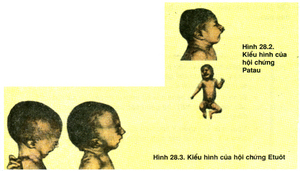 Hình 28.2.
Kiểu hình của
hội chứng
Patau
Hình 28.3. Kiểu hình của hội chứng Etuôt